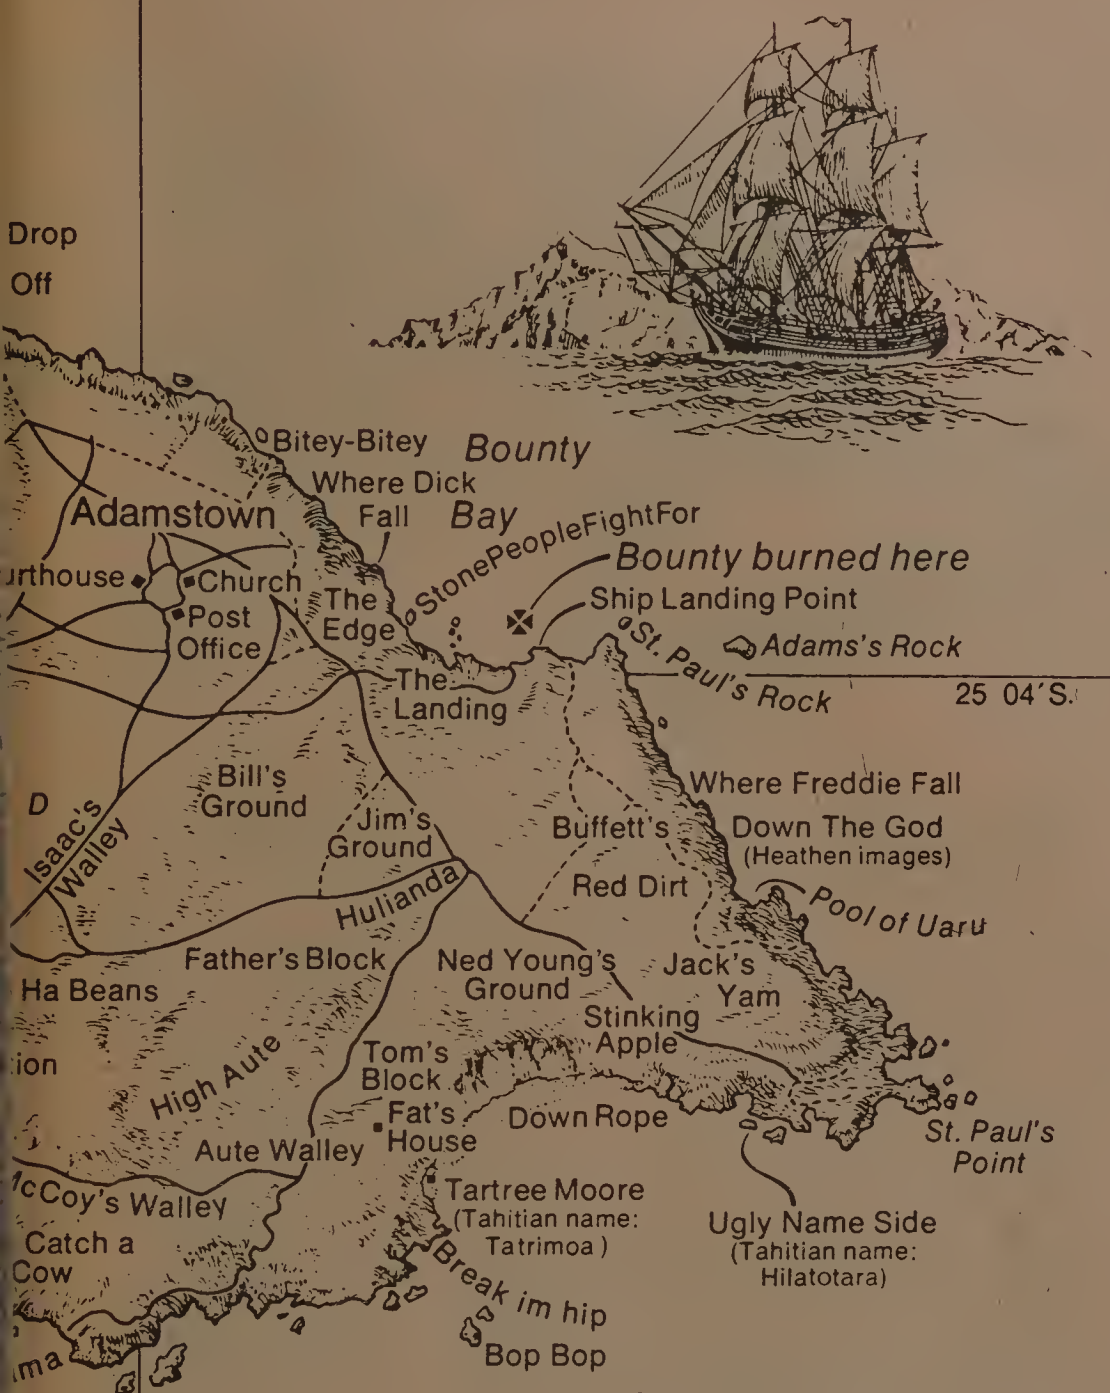 Drop
Off
Bitey-Bitey
Bounty
Bay
Where Dick
Fall
StonePeopleFightFor
Bounty burned here
Adamstown
urthouse
Church
Post
Office
The
Edge
Ship Landing Point
St. Paul's Rock
Adams's Rock
The
Landing
25 04'S.
Bill's
Ground
Where Freddie Fall
D
Isaac's
Walley
Jim's
Ground
Buffett's
Down The God
(Heathen images)
Red Dirt
Hulianda
Pool of Uaru
Father's Block
Ned Young's
Ground
Jack's
Yam
Ha Beans
Stinking
Apple
tion
High Aute
Tom's
Block
Fat's
House
Down Rope
Aute Walley
St. Paul's
Point
McCoy's Walley
Tartree Moore
(Tahitian name:
Tatrimoa )
Ugly Name Side
(Tahitian name:
Hilatotara)
Catch a
Cow
Break im hip
Bop Bop
ma